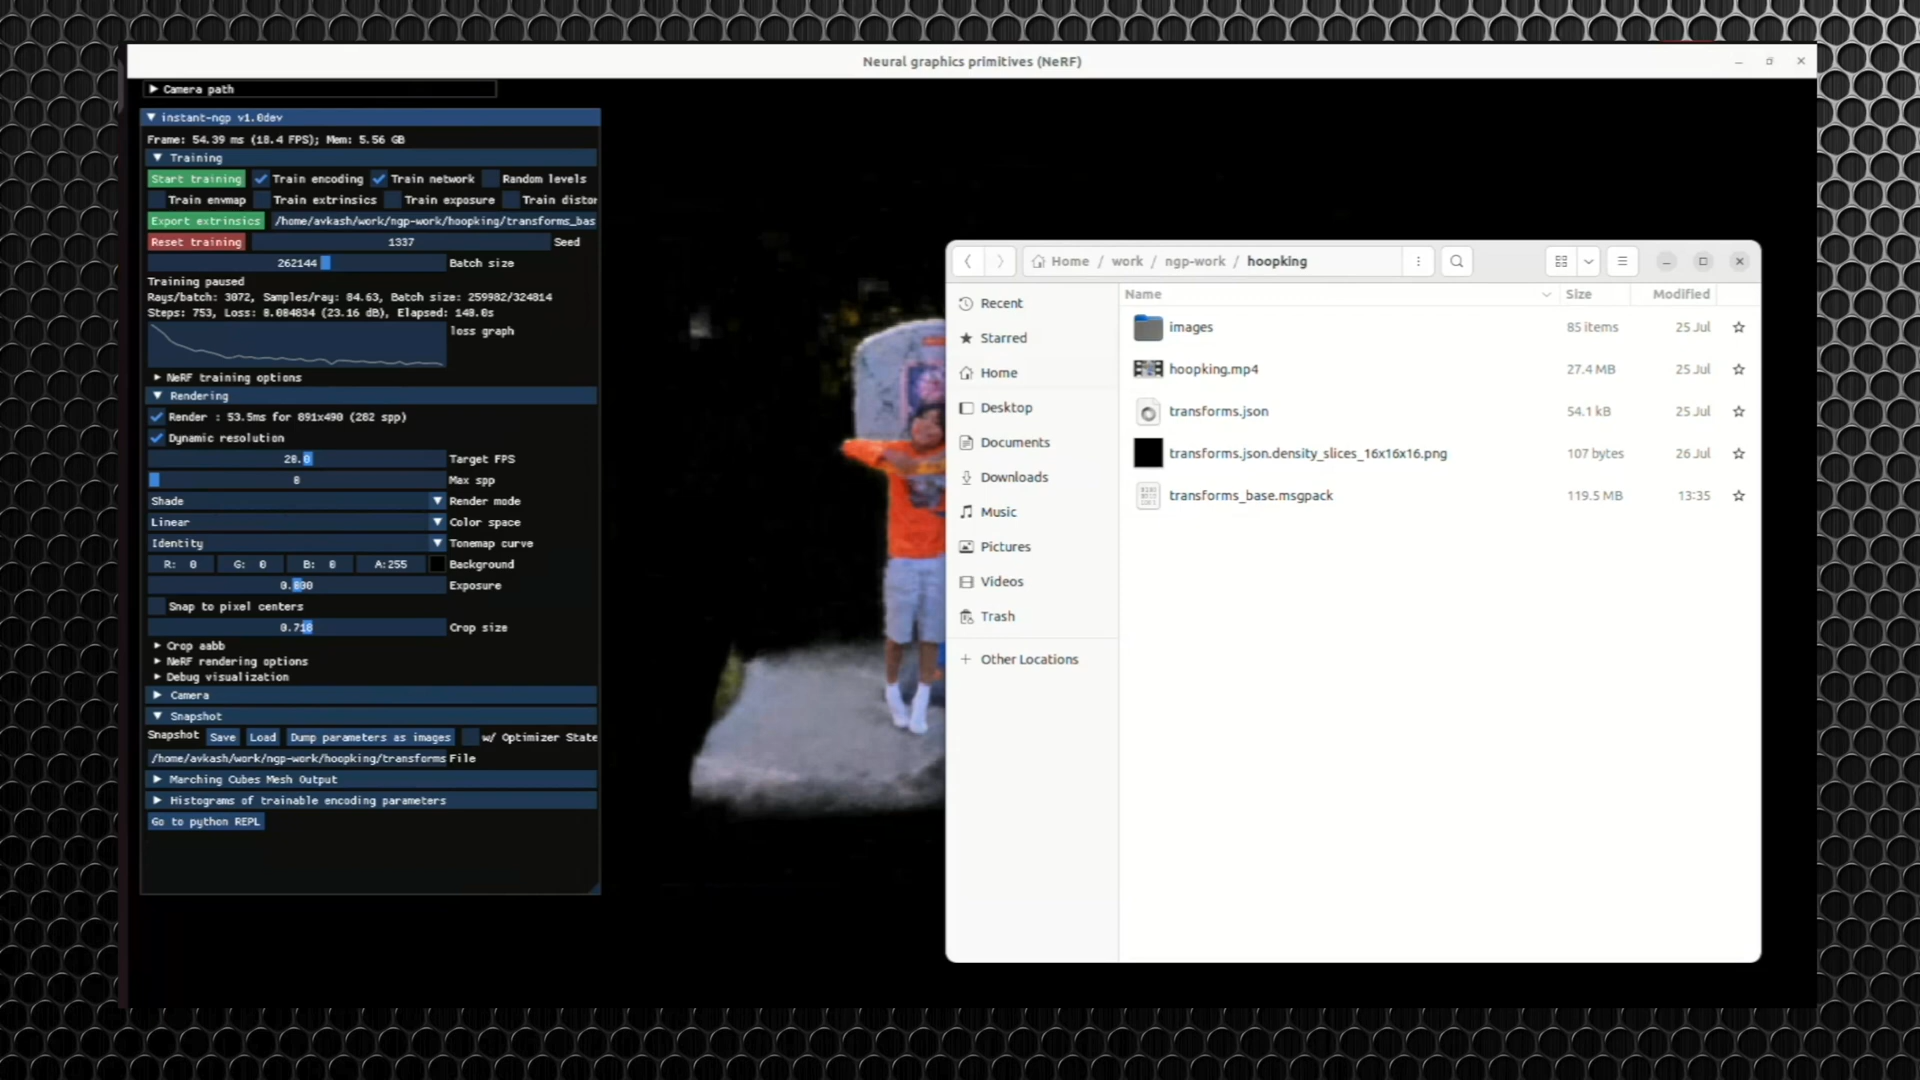 Neural graphics primitives (NeRF)
Camera path
instant-ngp v1.0dev
Frame: 54.39 ms (18.4 FPS); Mem: 5.56 GB
Training
Start training Train encoding Train network Random levels
Train envmap Train extrinsics Train exposure Train distor
Export extrinsics /home/avkash/work/ngp-work/hoopking/transforms_bas
Reset training 1337 Seed
262144 Batch size
Training paused
Rays/batch: 3072, Samples/ray: 84.63, Batch size: 259982/324814
Steps: 753, Loss: 0.004834 (23.16 dB), Elapsed: 148.0s
loss graph
NeRF training options
Rendering
Render : 53.5ms for 891x490 (282 spp)
Dynamic resolution
Target FPS
Max spp
Shade Render mode
Linear Color space
Identity Tonemap curve
R: 0 G: 0 B: 0 A:255 Background
Exposure
Snap to pixel centers
0.718 Crop size
Crop aabb
NeRF rendering options
Debug visualization
Camera
Snapshot
Snapshot Save Load Dump parameters as images w/ Optimizer State
/home/avkash/work/ngp-work/hoopking/transforms File
Marching Cubes Mesh Output
Histograms of trainable encoding parameters
Go to python REPL
Home / work / ngp-work / hoopking
Name Size Modified
Recent
Starred
Home
Desktop
Documents
Downloads
Music
Pictures
Videos
Trash
Other Locations
images 85 items 25 Jul
hoopking.mp4 27.4 MB 25 Jul
transforms.json 54.1 kB 25 Jul
transforms.json.density_slices_16x16x16.png 107 bytes 26 Jul
transforms_base.msgpack 119.5 MB 13:35